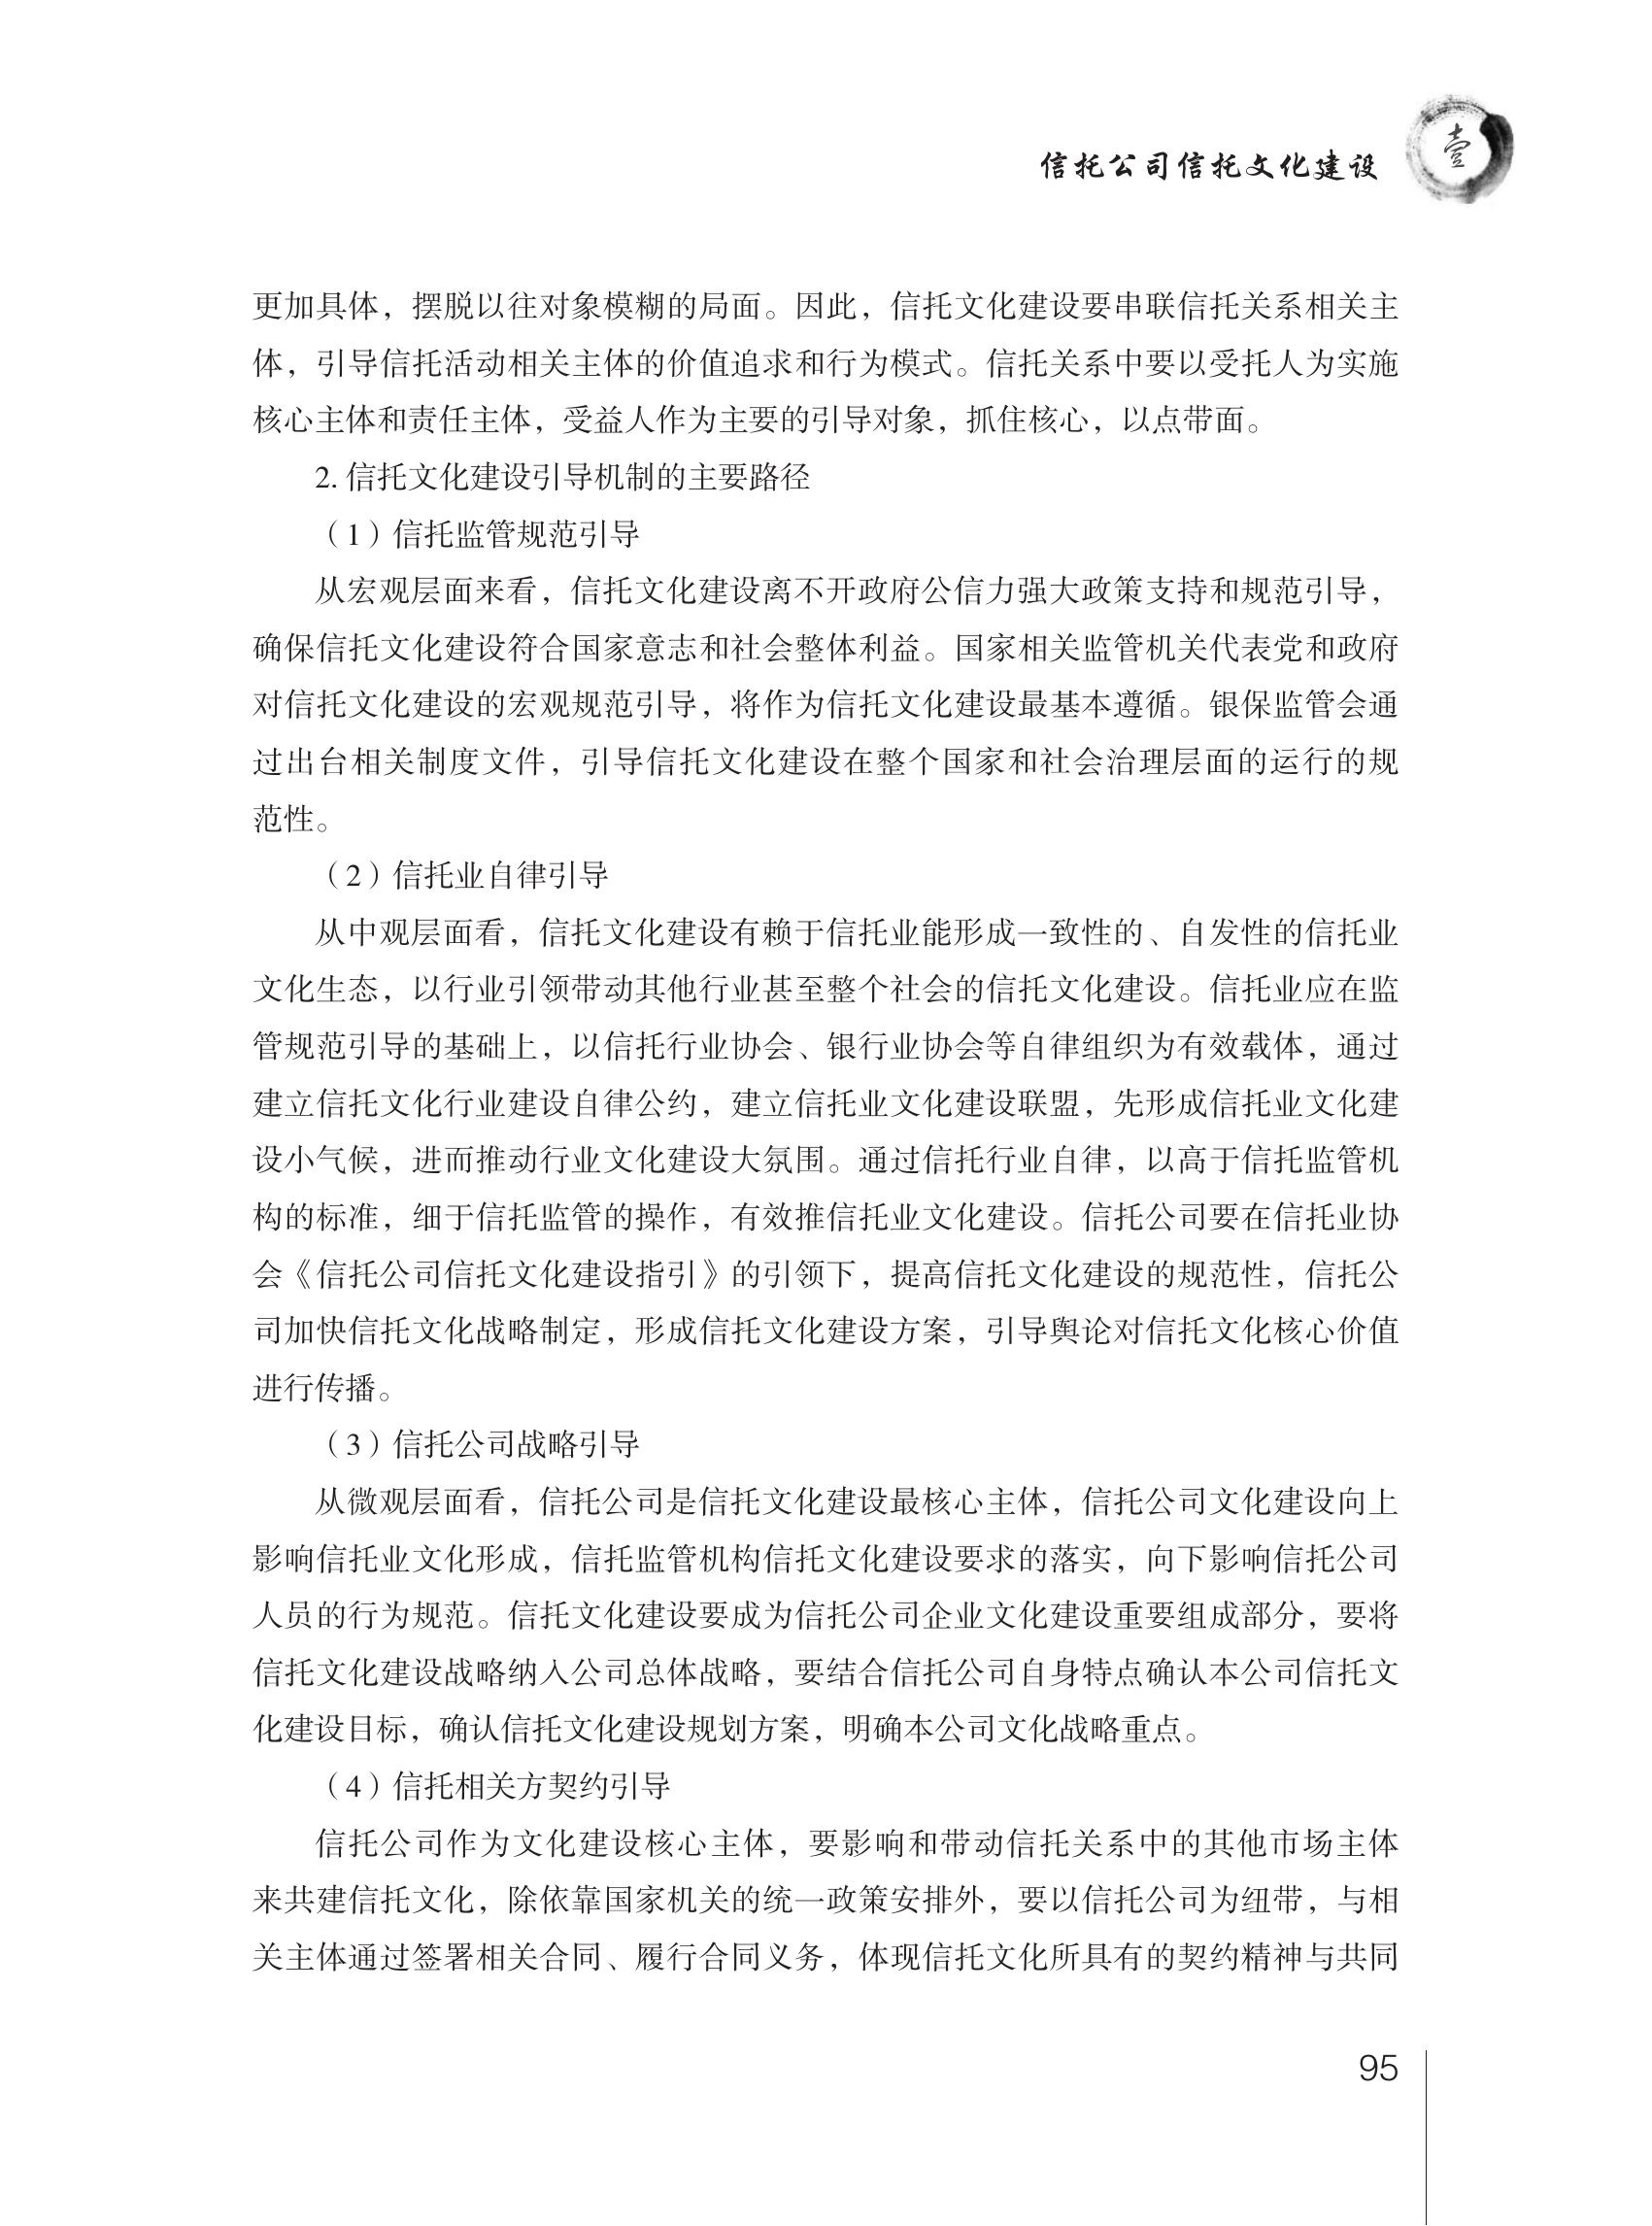 信托公司信托文化建设
壹
更加具体，摆脱以往对象模糊的局面。因此，信托文化建设要串联信托关系相关主
体，引导信托活动相关主体的价值追求和行为模式。信托关系中要以受托人为实施
核心主体和责任主体，受益人作为主要的引导对象，抓住核心，以点带面。
2. 信托文化建设引导机制的主要路径
（1）信托监管规范引导
从宏观层面来看，信托文化建设离不开政府公信力强大政策支持和规范引导，
确保信托文化建设符合国家意志和社会整体利益。国家相关监管机关代表党和政府
对信托文化建设的宏观规范引导，将作为信托文化建设最基本遵循。银保监管会通
过出台相关制度文件，引导信托文化建设在整个国家和社会治理层面的运行的规
范性。
（2）信托业自律引导
从中观层面看，信托文化建设有赖于信托业能形成一致性的、自发性的信托业
文化生态，以行业引领带动其他行业甚至整个社会的信托文化建设。信托业应在监
管规范引导的基础上，以信托行业协会、银行业协会等自律组织为有效载体，通过
建立信托文化行业建设自律公约，建立信托业文化建设联盟，先形成信托业文化建
设小气候，进而推动行业文化建设大氛围。通过信托行业自律，以高于信托监管机
构的标准，细于信托监管的操作，有效推信托业文化建设。信托公司要在信托业协
会《信托公司信托文化建设指引》的引领下，提高信托文化建设的规范性，信托公
司加快信托文化战略制定，形成信托文化建设方案，引导舆论对信托文化核心价值
进行传播。
（3）信托公司战略引导
从微观层面看，信托公司是信托文化建设最核心主体，信托公司文化建设向上
影响信托业文化形成，信托监管机构信托文化建设要求的落实，向下影响信托公司
人员的行为规范。信托文化建设要成为信托公司企业文化建设重要组成部分，要将
信托文化建设战略纳入公司总体战略，要结合信托公司自身特点确认本公司信托文
化建设目标，确认信托文化建设规划方案，明确本公司文化战略重点。
（4）信托相关方契约引导
信托公司作为文化建设核心主体，要影响和带动信托关系中的其他市场主体
来共建信托文化，除依靠国家机关的统一政策安排外，要以信托公司为纽带，与相
关主体通过签署相关合同、履行合同义务，体现信托文化所具有的契约精神与共同
95